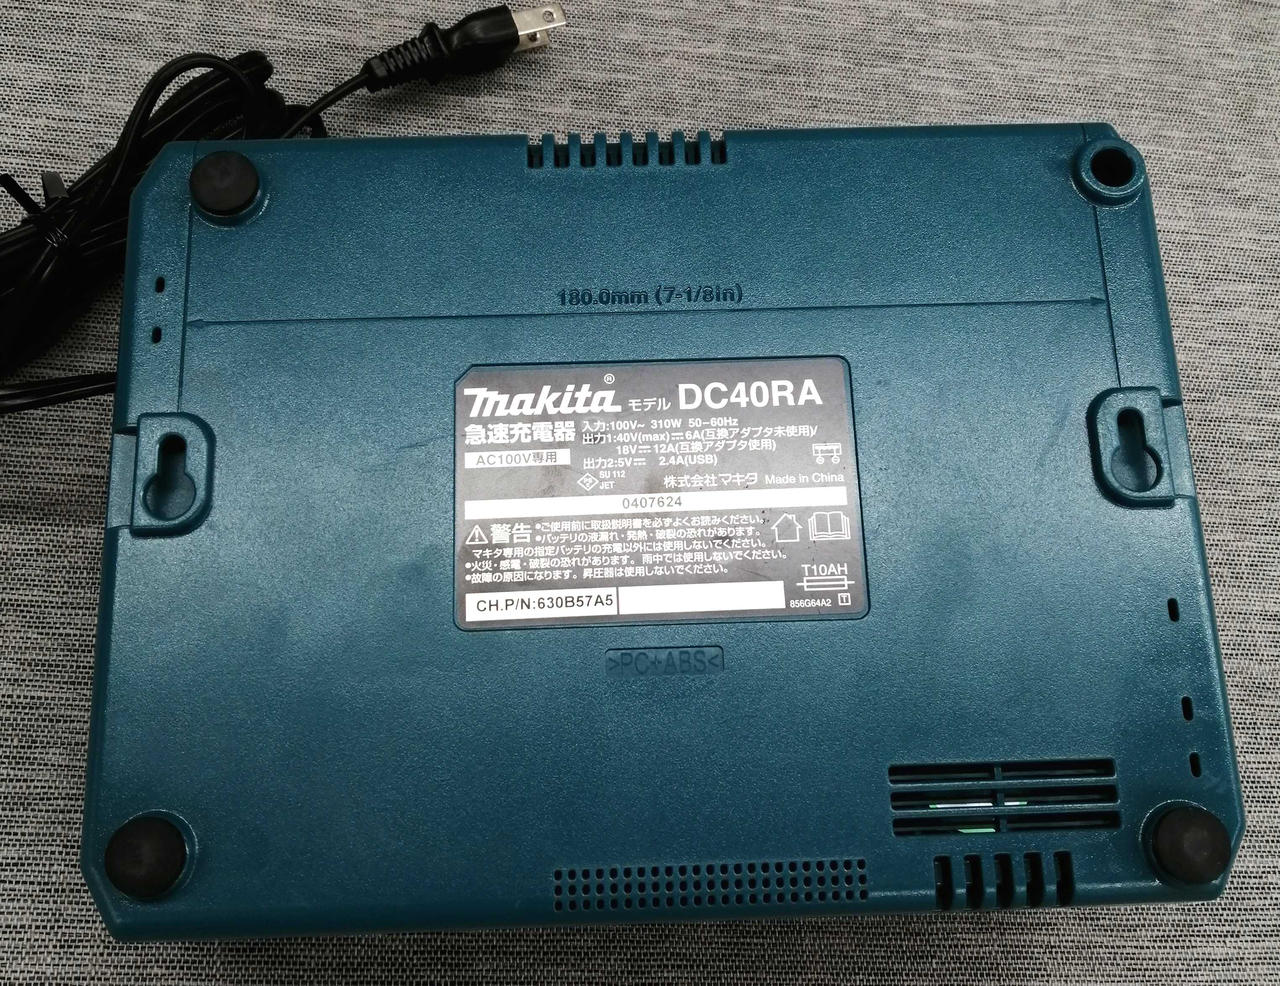 180.0mm (7-1/8in)
makita® モデル DC40RA
急速充電器
AC100V専用
入力:100V~ 310W 50-60Hz
出力1:40V(max)⎓6A(互換アダプタ未使用)/
18V⎓12A(互換アダプタ使用)
出力2:5V⎓ 2.4A(USB)
PS E
SU 112
JET
株式会社マキタ Made in China
0407624
警告
•ご使用前に取扱説明書を必ずよくお読みください。
•バッテリの液漏れ・発熱・破裂の恐れがあります。
マキタ専用の指定バッテリの充電以外には使用しないでください。
•火災・感電・破裂の恐れがあります。雨中では使用しないでください。
•故障の原因になります。昇圧器は使用しないでください。
T10AH
CH.P/N:630B57A5
856G64A2 T
>PC+ABS<